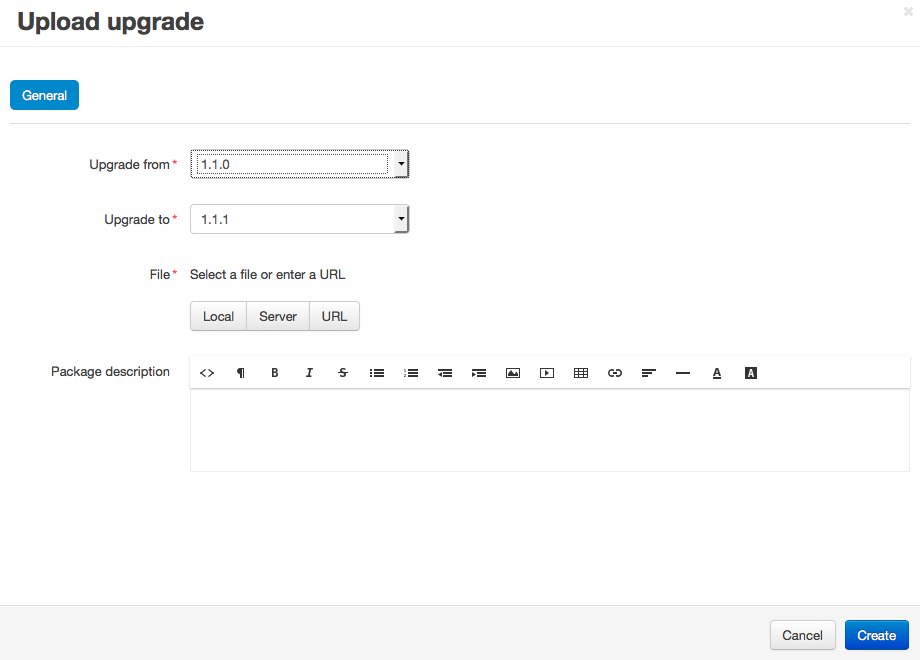 Upload upgrade
General
Upgrade from * 1.1.0
Upgrade to * 1.1.1
File * Select a file or enter a URL
Local Server URL
Package description
Cancel Create